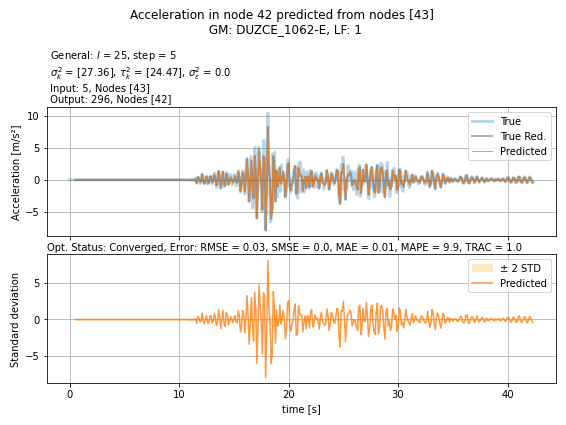 Acceleration in node 42 predicted from nodes [43]
GM: DUZCE_1062-E, LF: 1
General: l = 25, step = 5
σ²ₖ = [27.36], τ²ₖ = [24.47], σ²ε = 0.0
Input: 5, Nodes [43]
Output: 296, Nodes [42]
Acceleration [m/s²]
10
5
0
−5
True
True Red.
Predicted
Opt. Status: Converged, Error: RMSE = 0.03, SMSE = 0.0, MAE = 0.01, MAPE = 9.9, TRAC = 1.0
Standard deviation
5
0
−5
± 2 STD
Predicted
0 10 20 30 40
time [s]